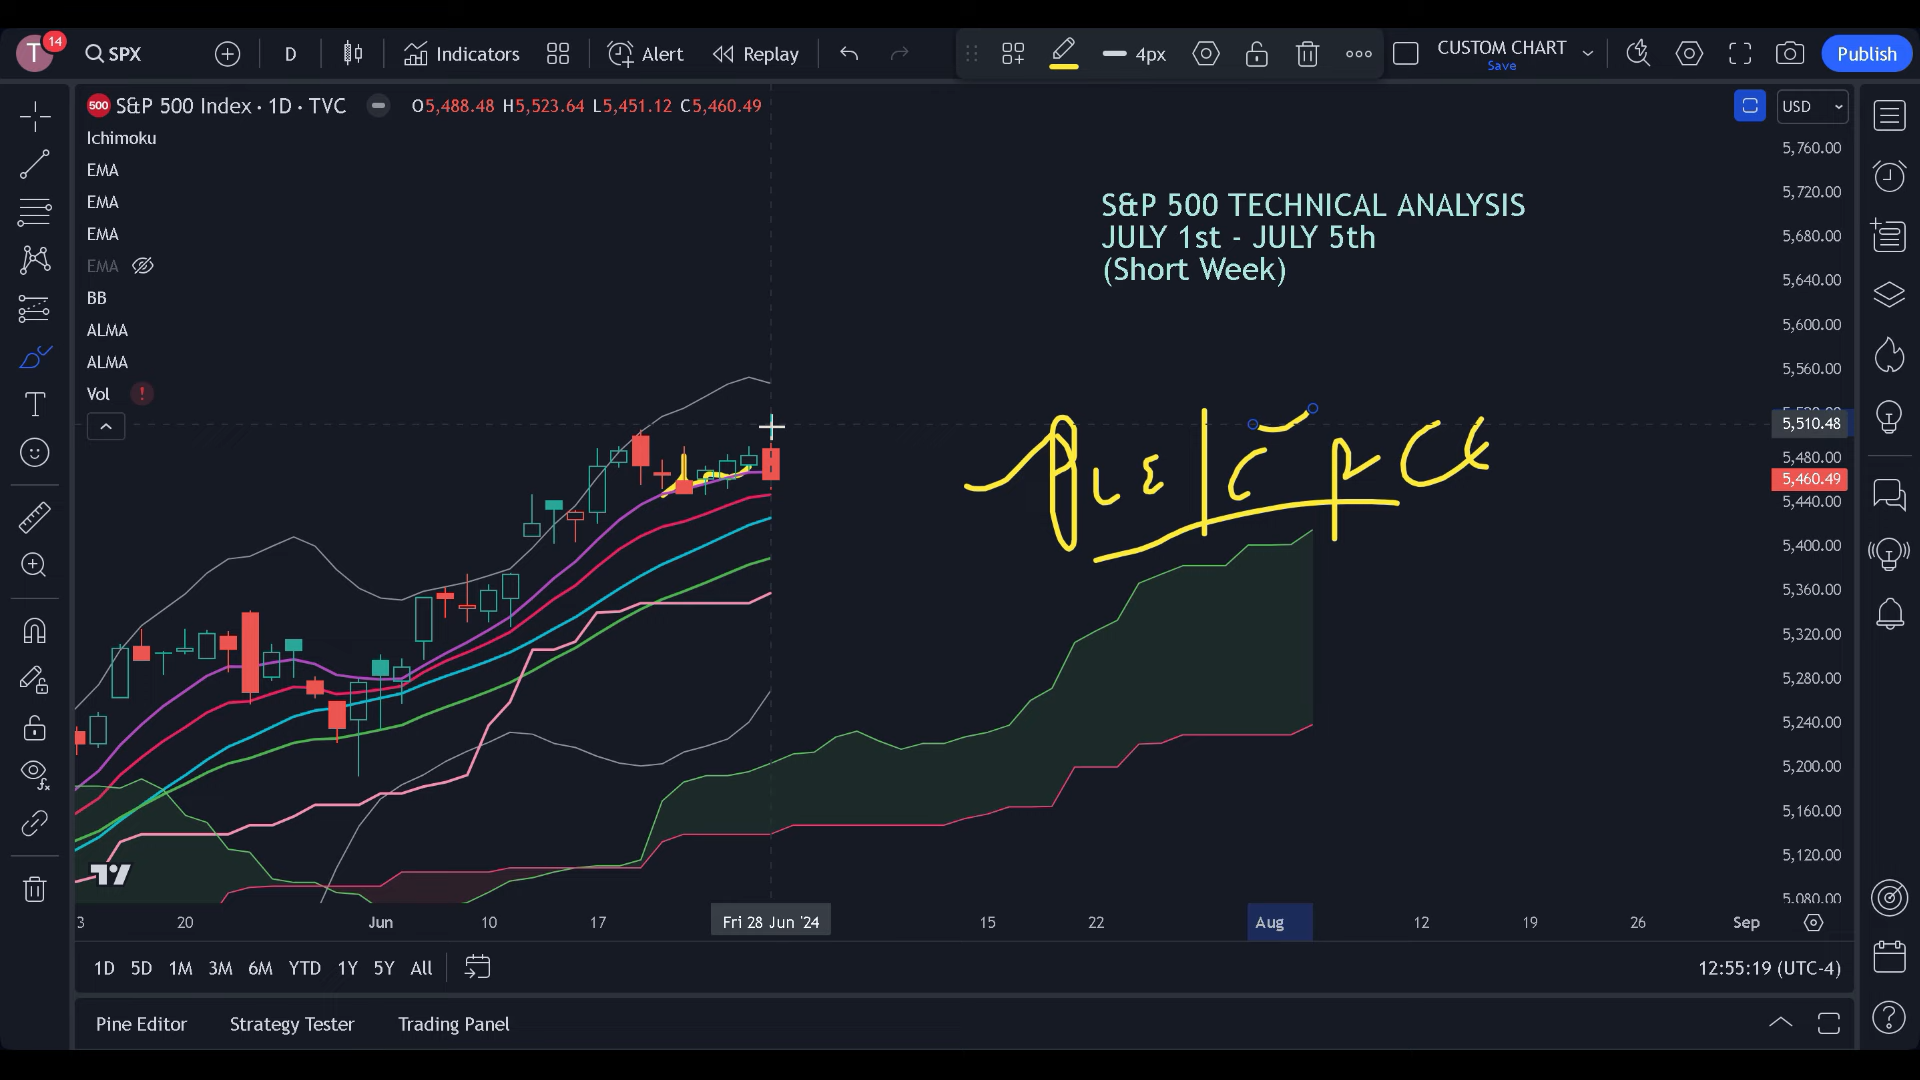 T 14 SPX D Indicators Alert Replay 4px CUSTOM CHART Save Publish
500 S&P 500 Index · 1D · TVC O5,488.48 H5,523.64 L5,451.12 C5,460.49 USD
Ichimoku
EMA
EMA
EMA
EMA
BB
ALMA
ALMA
Vol !
S&P 500 TECHNICAL ANALYSIS
JULY 1st - JULY 5th
(Short Week)
5,760.00
5,720.00
5,680.00
5,640.00
5,600.00
5,560.00
5,510.48
5,480.00
5,460.49
5,440.00
5,400.00
5,360.00
5,320.00
5,280.00
5,240.00
5,200.00
5,160.00
5,120.00
5,080.00
3 20 Jun 10 17 Fri 28 Jun '24 15 22 Aug 12 19 26 Sep
1D 5D 1M 3M 6M YTD 1Y 5Y All 12:55:19 (UTC-4)
Pine Editor Strategy Tester Trading Panel